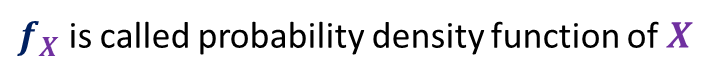 f_X is called probability density function of X